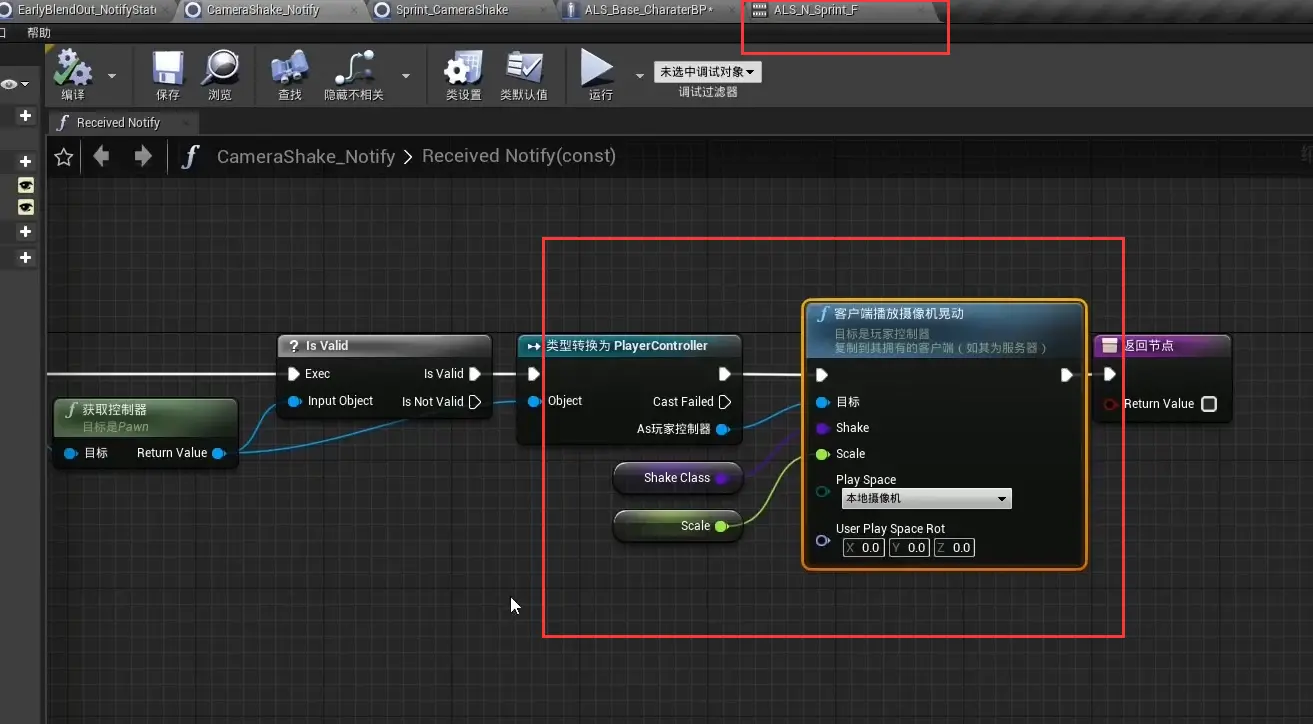 EarlyBlendOut_NotifyState
CameraShake_Notify
Sprint_CameraShake
ALS_Base_CharaterBP*
ALS_N_Sprint_F
帮助
编译
保存
浏览
查找
隐藏不相关
类设置
类默认值
运行
未选中调试对象
调试过滤器
Received Notify
CameraShake_Notify > Received Notify(const)
获取控制器
目标是Pawn
目标
Return Value
? Is Valid
Exec
Is Valid
Input Object
Is Not Valid
类型转换为 PlayerController
Object
Cast Failed
As玩家控制器
Shake Class
Scale
客户端播放摄像机晃动
目标是玩家控制器
复制到其拥有的客户端（如其为服务器）
目标
Shake
Scale
Play Space
本地摄像机
User Play Space Rot
X 0.0 Y 0.0 Z 0.0
返回节点
Return Value